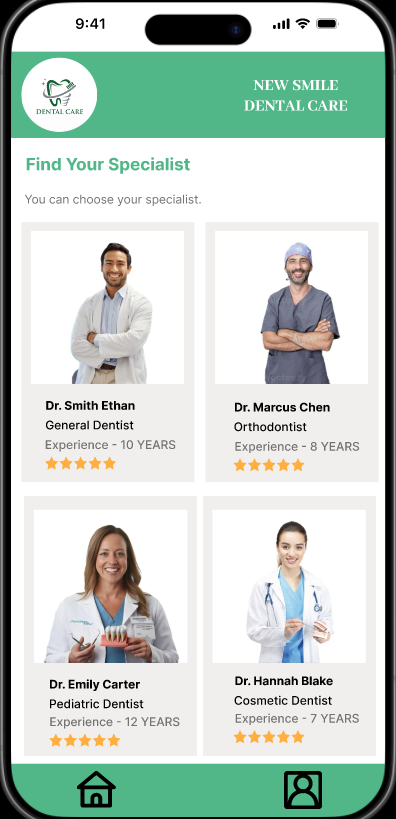 9:41
DENTAL CARE
NEW SMILE
DENTAL CARE
Find Your Specialist
You can choose your specialist.
Dr. Smith Ethan
General Dentist
Experience - 10 YEARS
Dr. Marcus Chen
Orthodontist
Experience - 8 YEARS
Dr. Emily Carter
Pediatric Dentist
Experience - 12 YEARS
Dr. Hannah Blake
Cosmetic Dentist
Experience - 7 YEARS